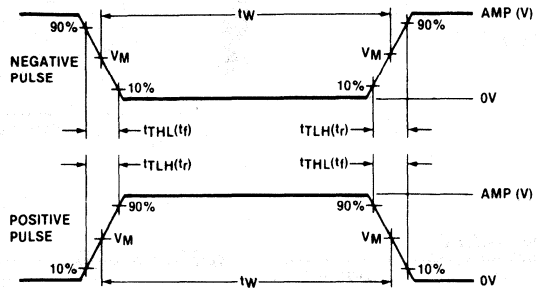 tW
AMP (V)
90%
90%
NEGATIVE
PULSE
VM
VM
10%
10%
0V
tTHL(tf)
tTLH(tr)
tTLH(tr)
tTHL(tf)
AMP (V)
90%
90%
POSITIVE
PULSE
VM
VM
10%
10%
tW
0V